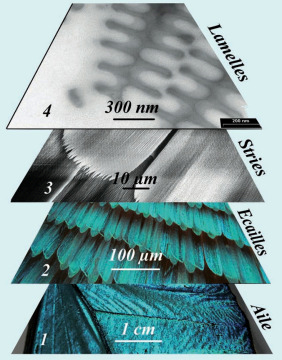 Lamelles
300 nm
4
200 nm
Stries
10 µm
3
Ecailles
100 µm
2
Aile
1 cm
1